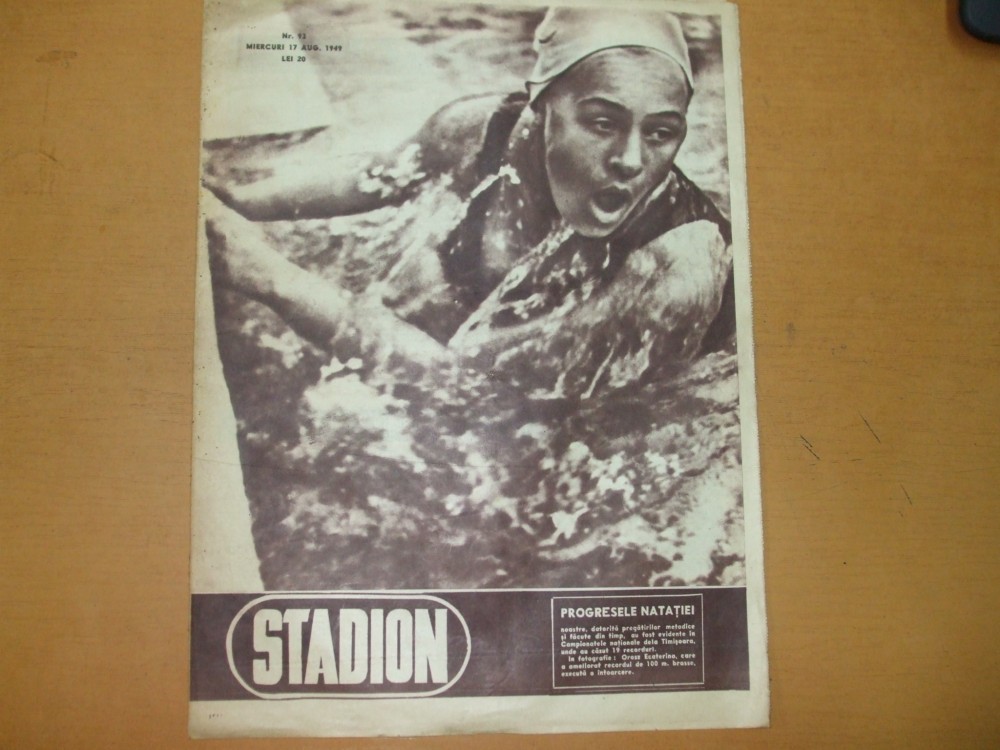 Nr. 93
MIERCURI 17 AUG. 1949
LEI 20
STADION
PROGRESELE NATAȚIEI
noastre, datorită pregătirilor metodice
și făcute din timp, au fost evidente la
Campionatele naționale dela Timișoara,
unde au căzut 19 recorduri.
In fotografie: Orosz Ecaterina, care
a ameliorat recordul de 100 m. brasse,
execută o întoarcere.